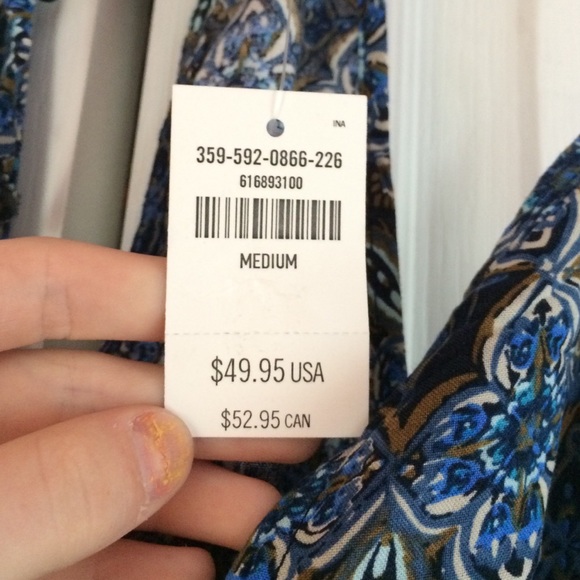 INA
359-592-0866-226
616893100
MEDIUM
$49.95 USA
$52.95 CAN